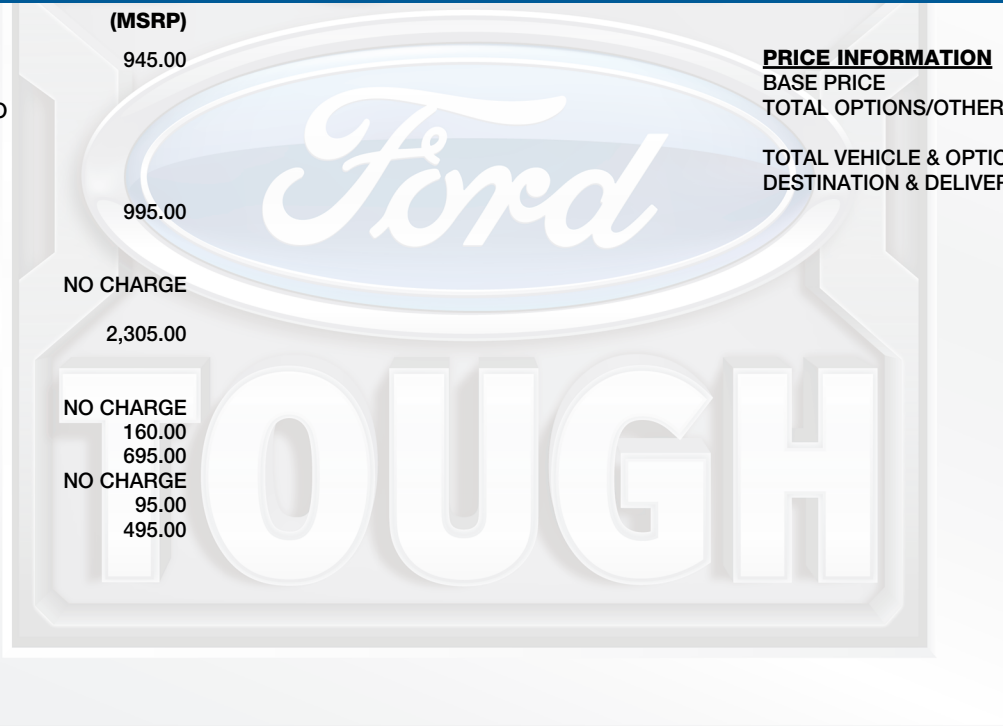 (MSRP)
945.00
995.00
NO CHARGE
2,305.00
NO CHARGE
160.00
695.00
NO CHARGE
95.00
495.00
PRICE INFORMATION
BASE PRICE
TOTAL OPTIONS/OTHER
TOTAL VEHICLE & OPTIO
DESTINATION & DELIVER
Ford
TOUGH